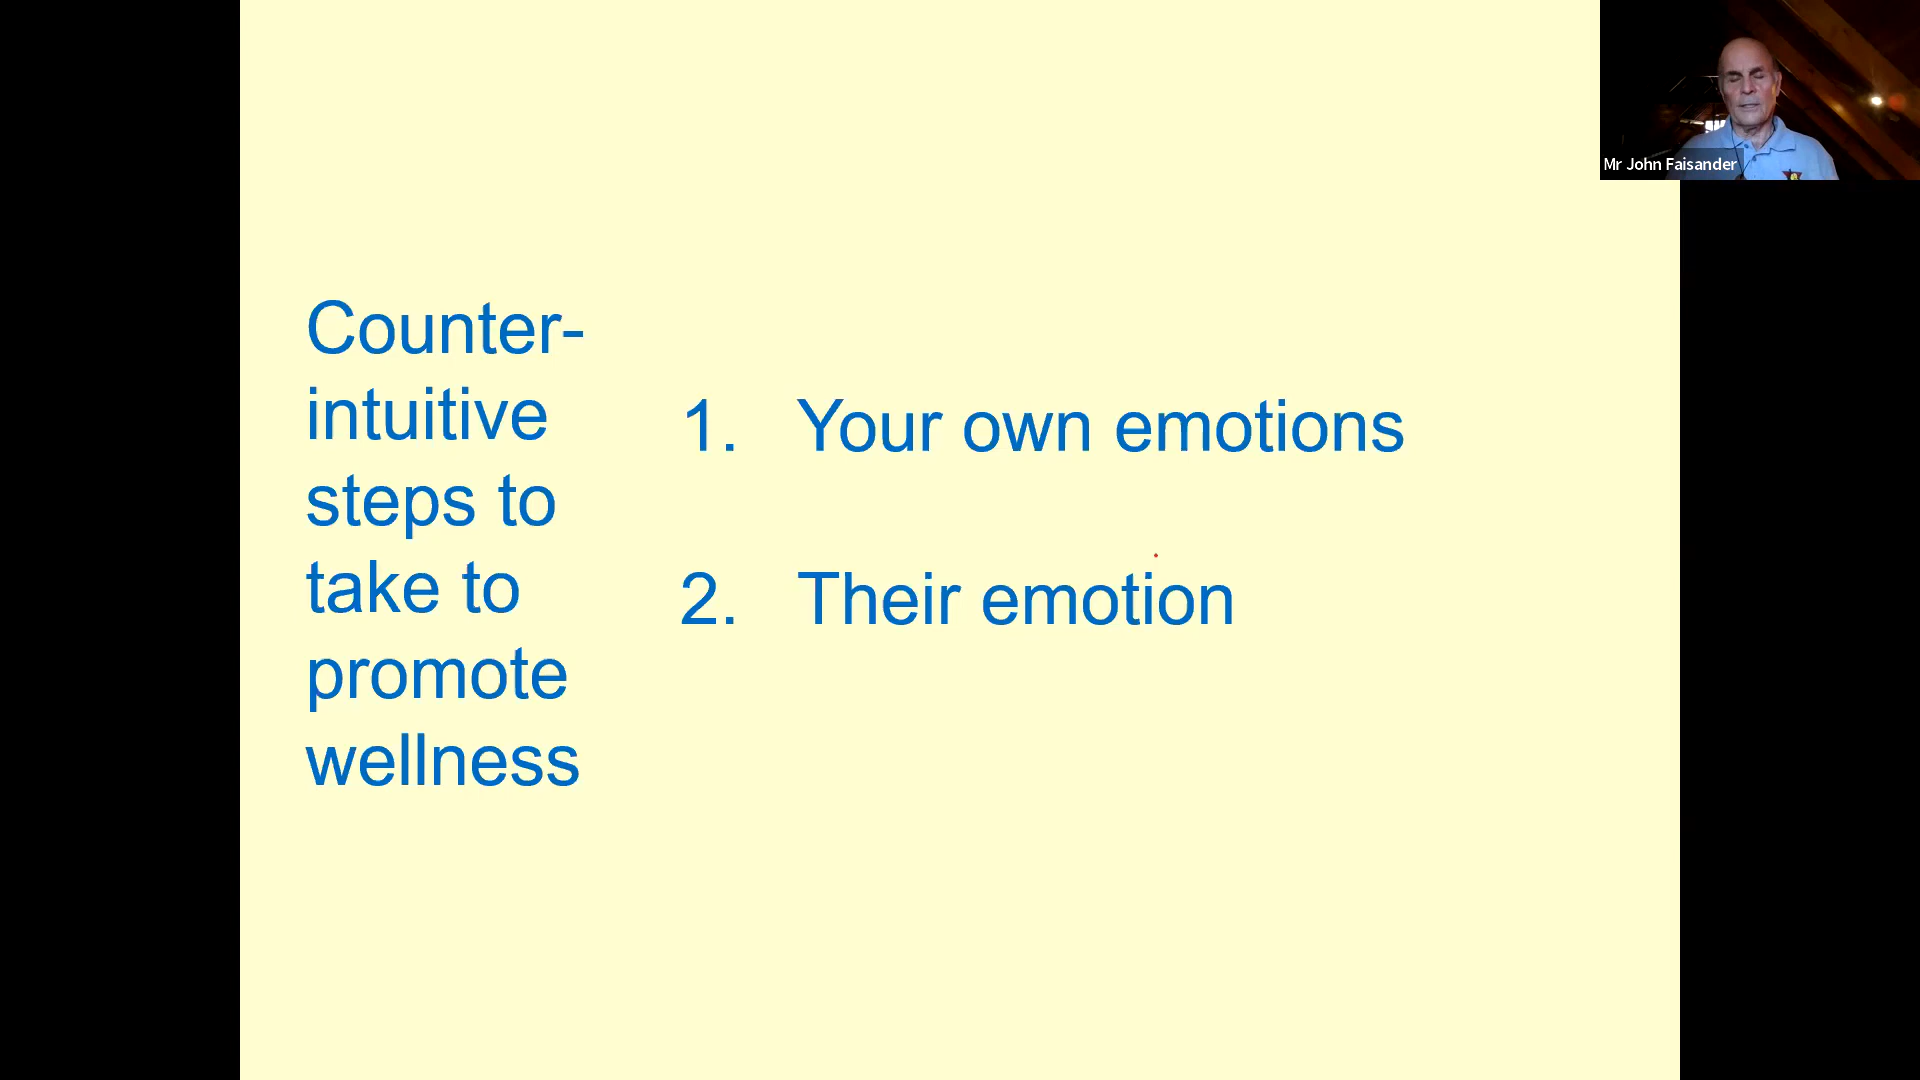 Counter-
intuitive
steps to
take to
promote
wellness
1. Your own emotions
2. Their emotion
Mr John Faisander